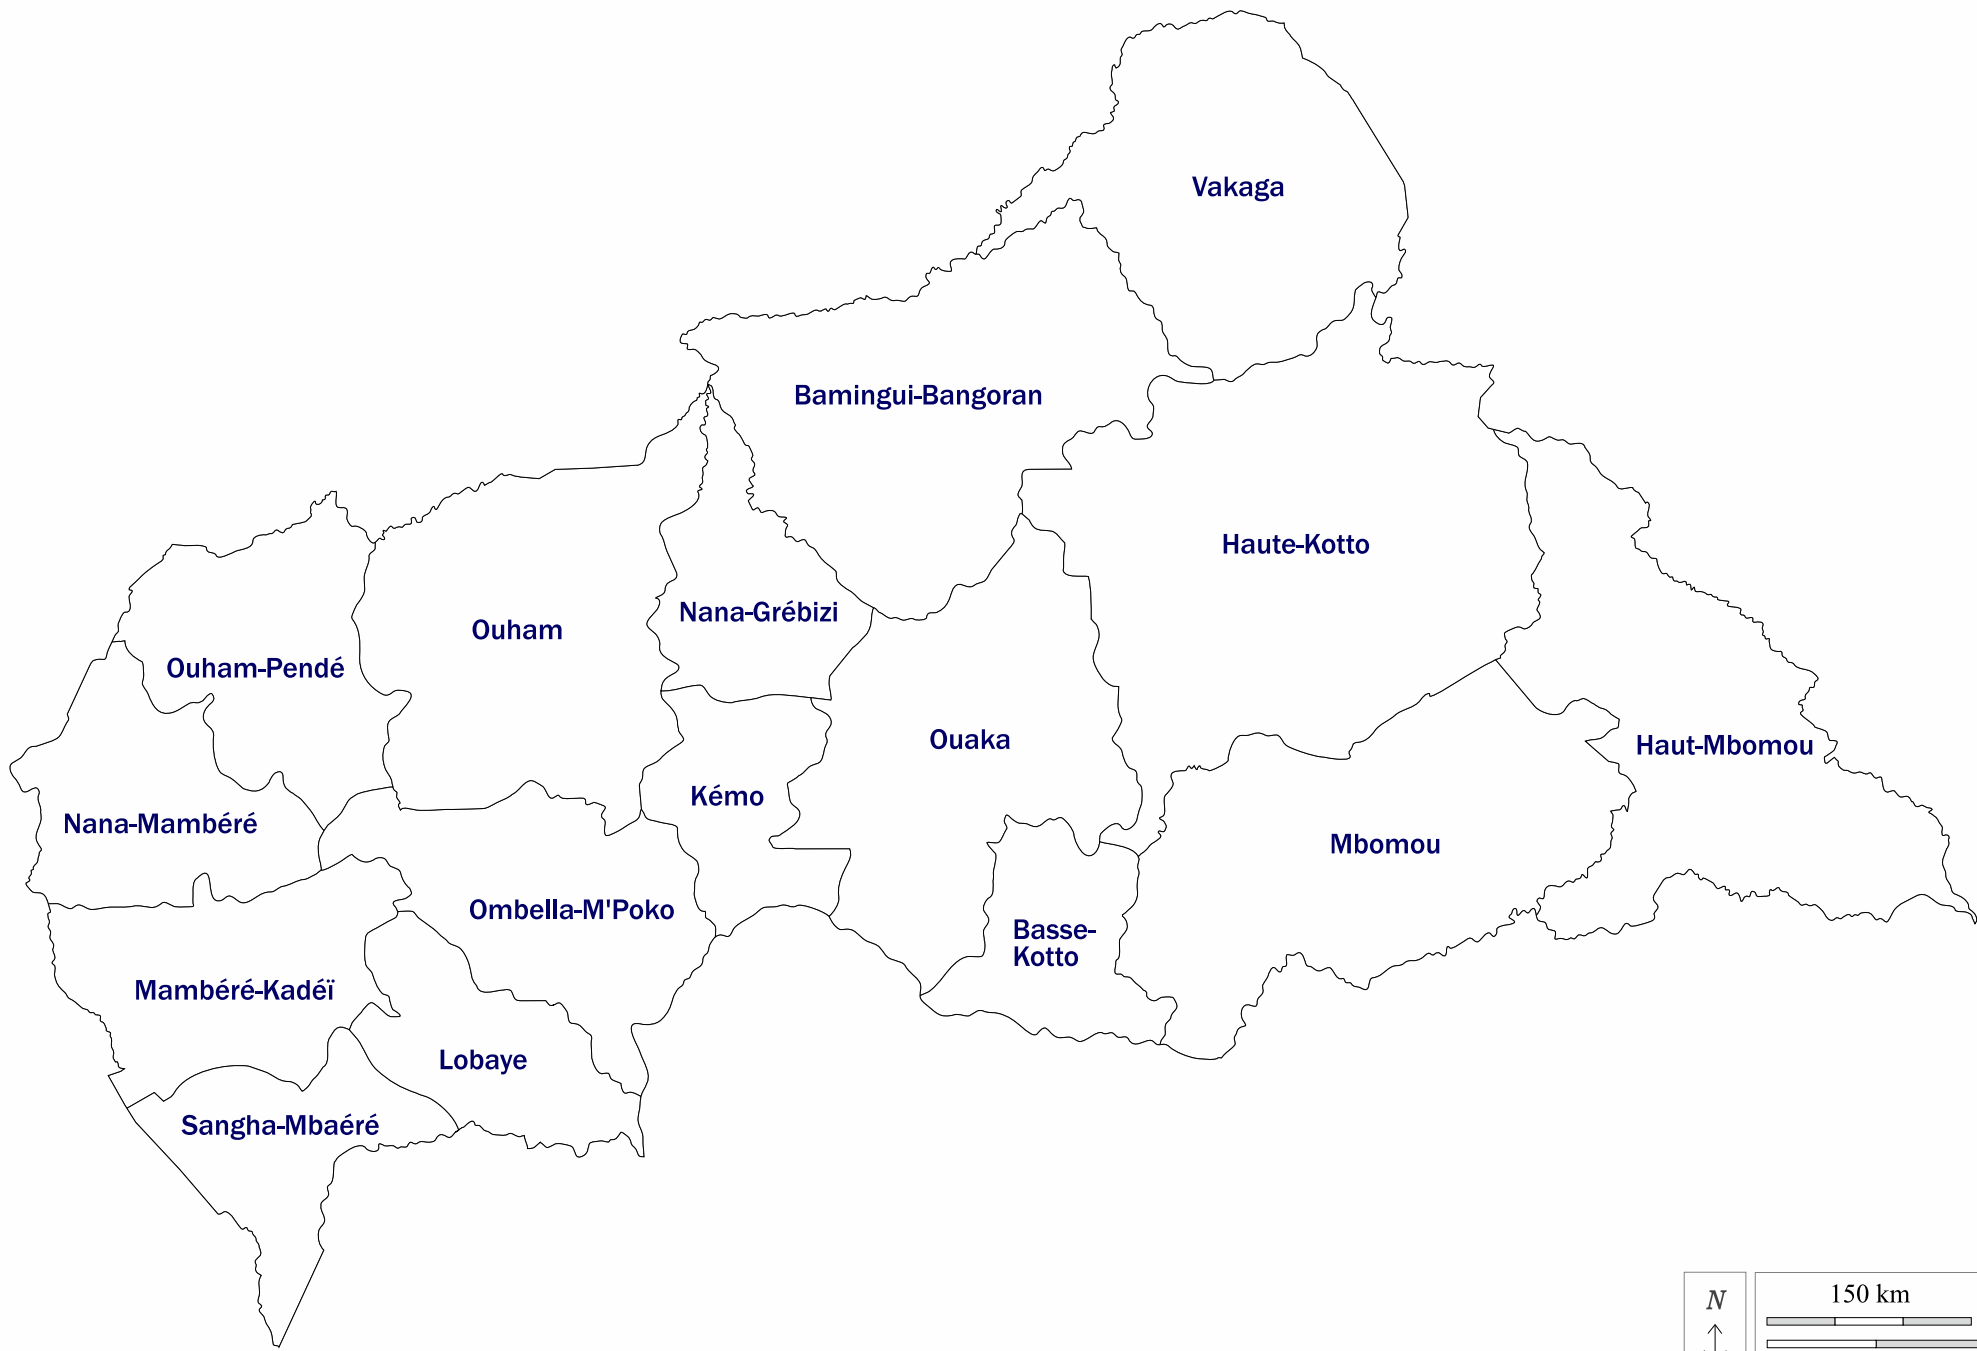 Vakaga
Bamingui-Bangoran
Haute-Kotto
Nana-Grébizi
Ouham
Ouham-Pendé
Ouaka
Haut-Mbomou
Kémo
Nana-Mambéré
Mbomou
Ombella-M'Poko
Basse-
Kotto
Mambéré-Kadéï
Lobaye
Sangha-Mbaéré
N
150 km